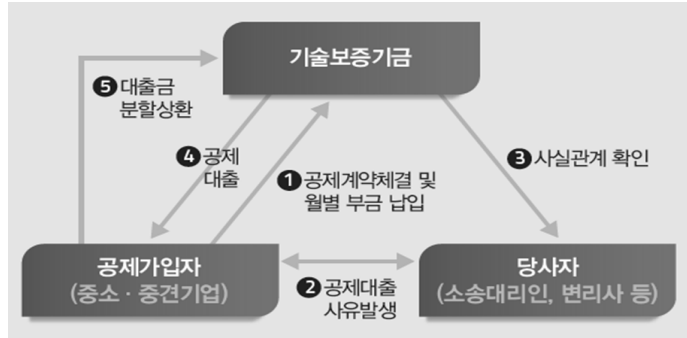 기술보증기금
❺ 대출금
분할상환
❹ 공제
대출
❶ 공제계약체결 및
월별 부금 납입
❸ 사실관계 확인
공제가입자
(중소 · 중견기업)
❷ 공제대출
사유발생
당사자
(소송대리인, 변리사 등)